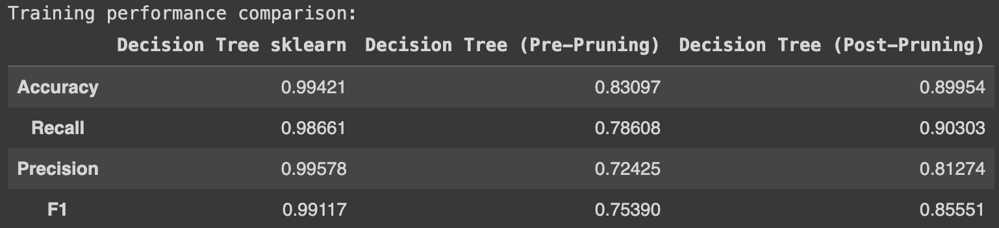 Training performance comparison:
Decision Tree sklearn Decision Tree (Pre-Pruning) Decision Tree (Post-Pruning)
Accuracy 0.99421 0.83097 0.89954
Recall 0.98661 0.78608 0.90303
Precision 0.99578 0.72425 0.81274
F1 0.99117 0.75390 0.85551